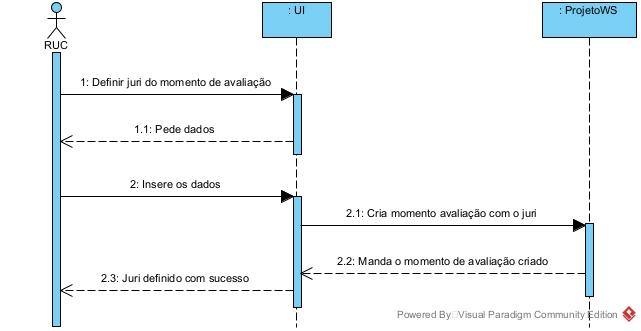 : UI
: ProjetoWS
RUC
1: Definir juri do momento de avaliação
1.1: Pede dados
2: Insere os dados
2.1: Cria momento avaliação com o juri
2.2: Manda o momento de avaliação criado
2.3: Juri definido com sucesso
Powered By Visual Paradigm Community Edition